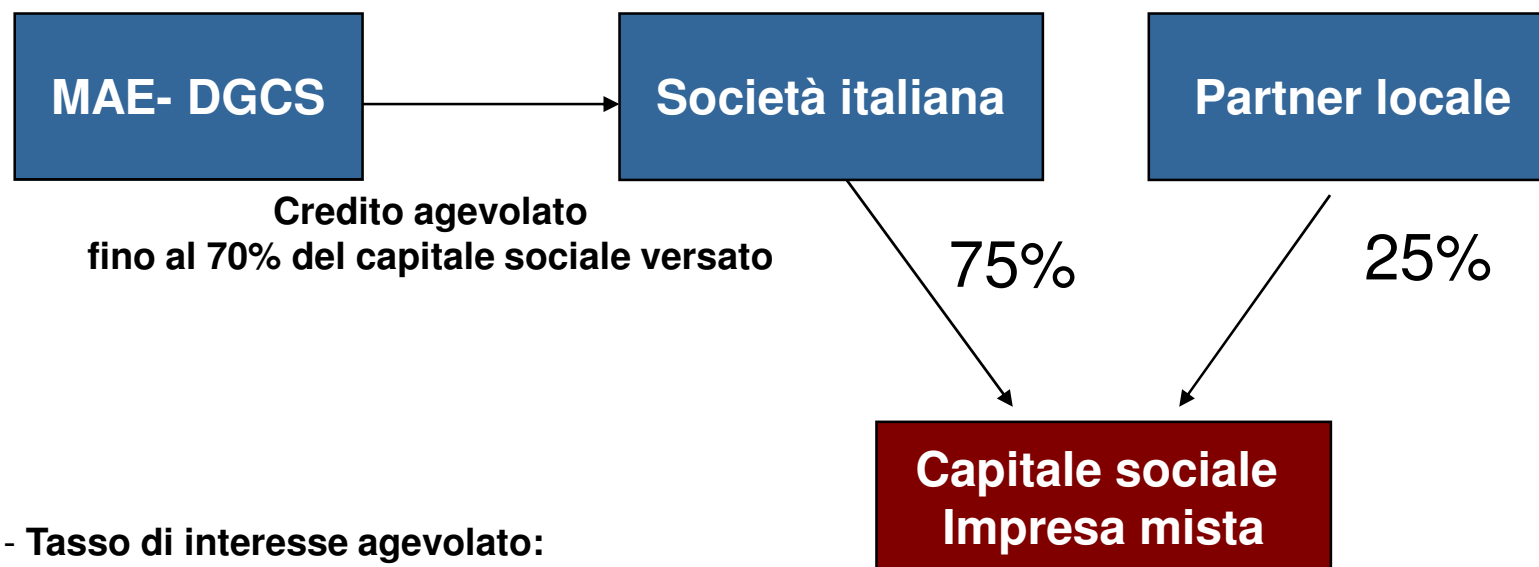 MAE- DGCS
Società italiana
Partner locale
Credito agevolato
fino al 70% del capitale sociale versato
75%
25%
Capitale sociale
Impresa mista
- Tasso di interesse agevolato: